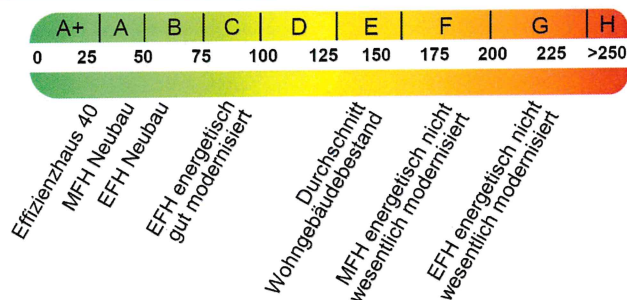 A+ A B C D E F G H
0 25 50 75 100 125 150 175 200 225 >250
Effizienzhaus 40
MFH Neubau
EFH Neubau
EFH energetisch
gut modernisiert
Durchschnitt
Wohngebäudebestand
MFH energetisch nicht
wesentlich modernisiert
EFH energetisch nicht
wesentlich modernisiert